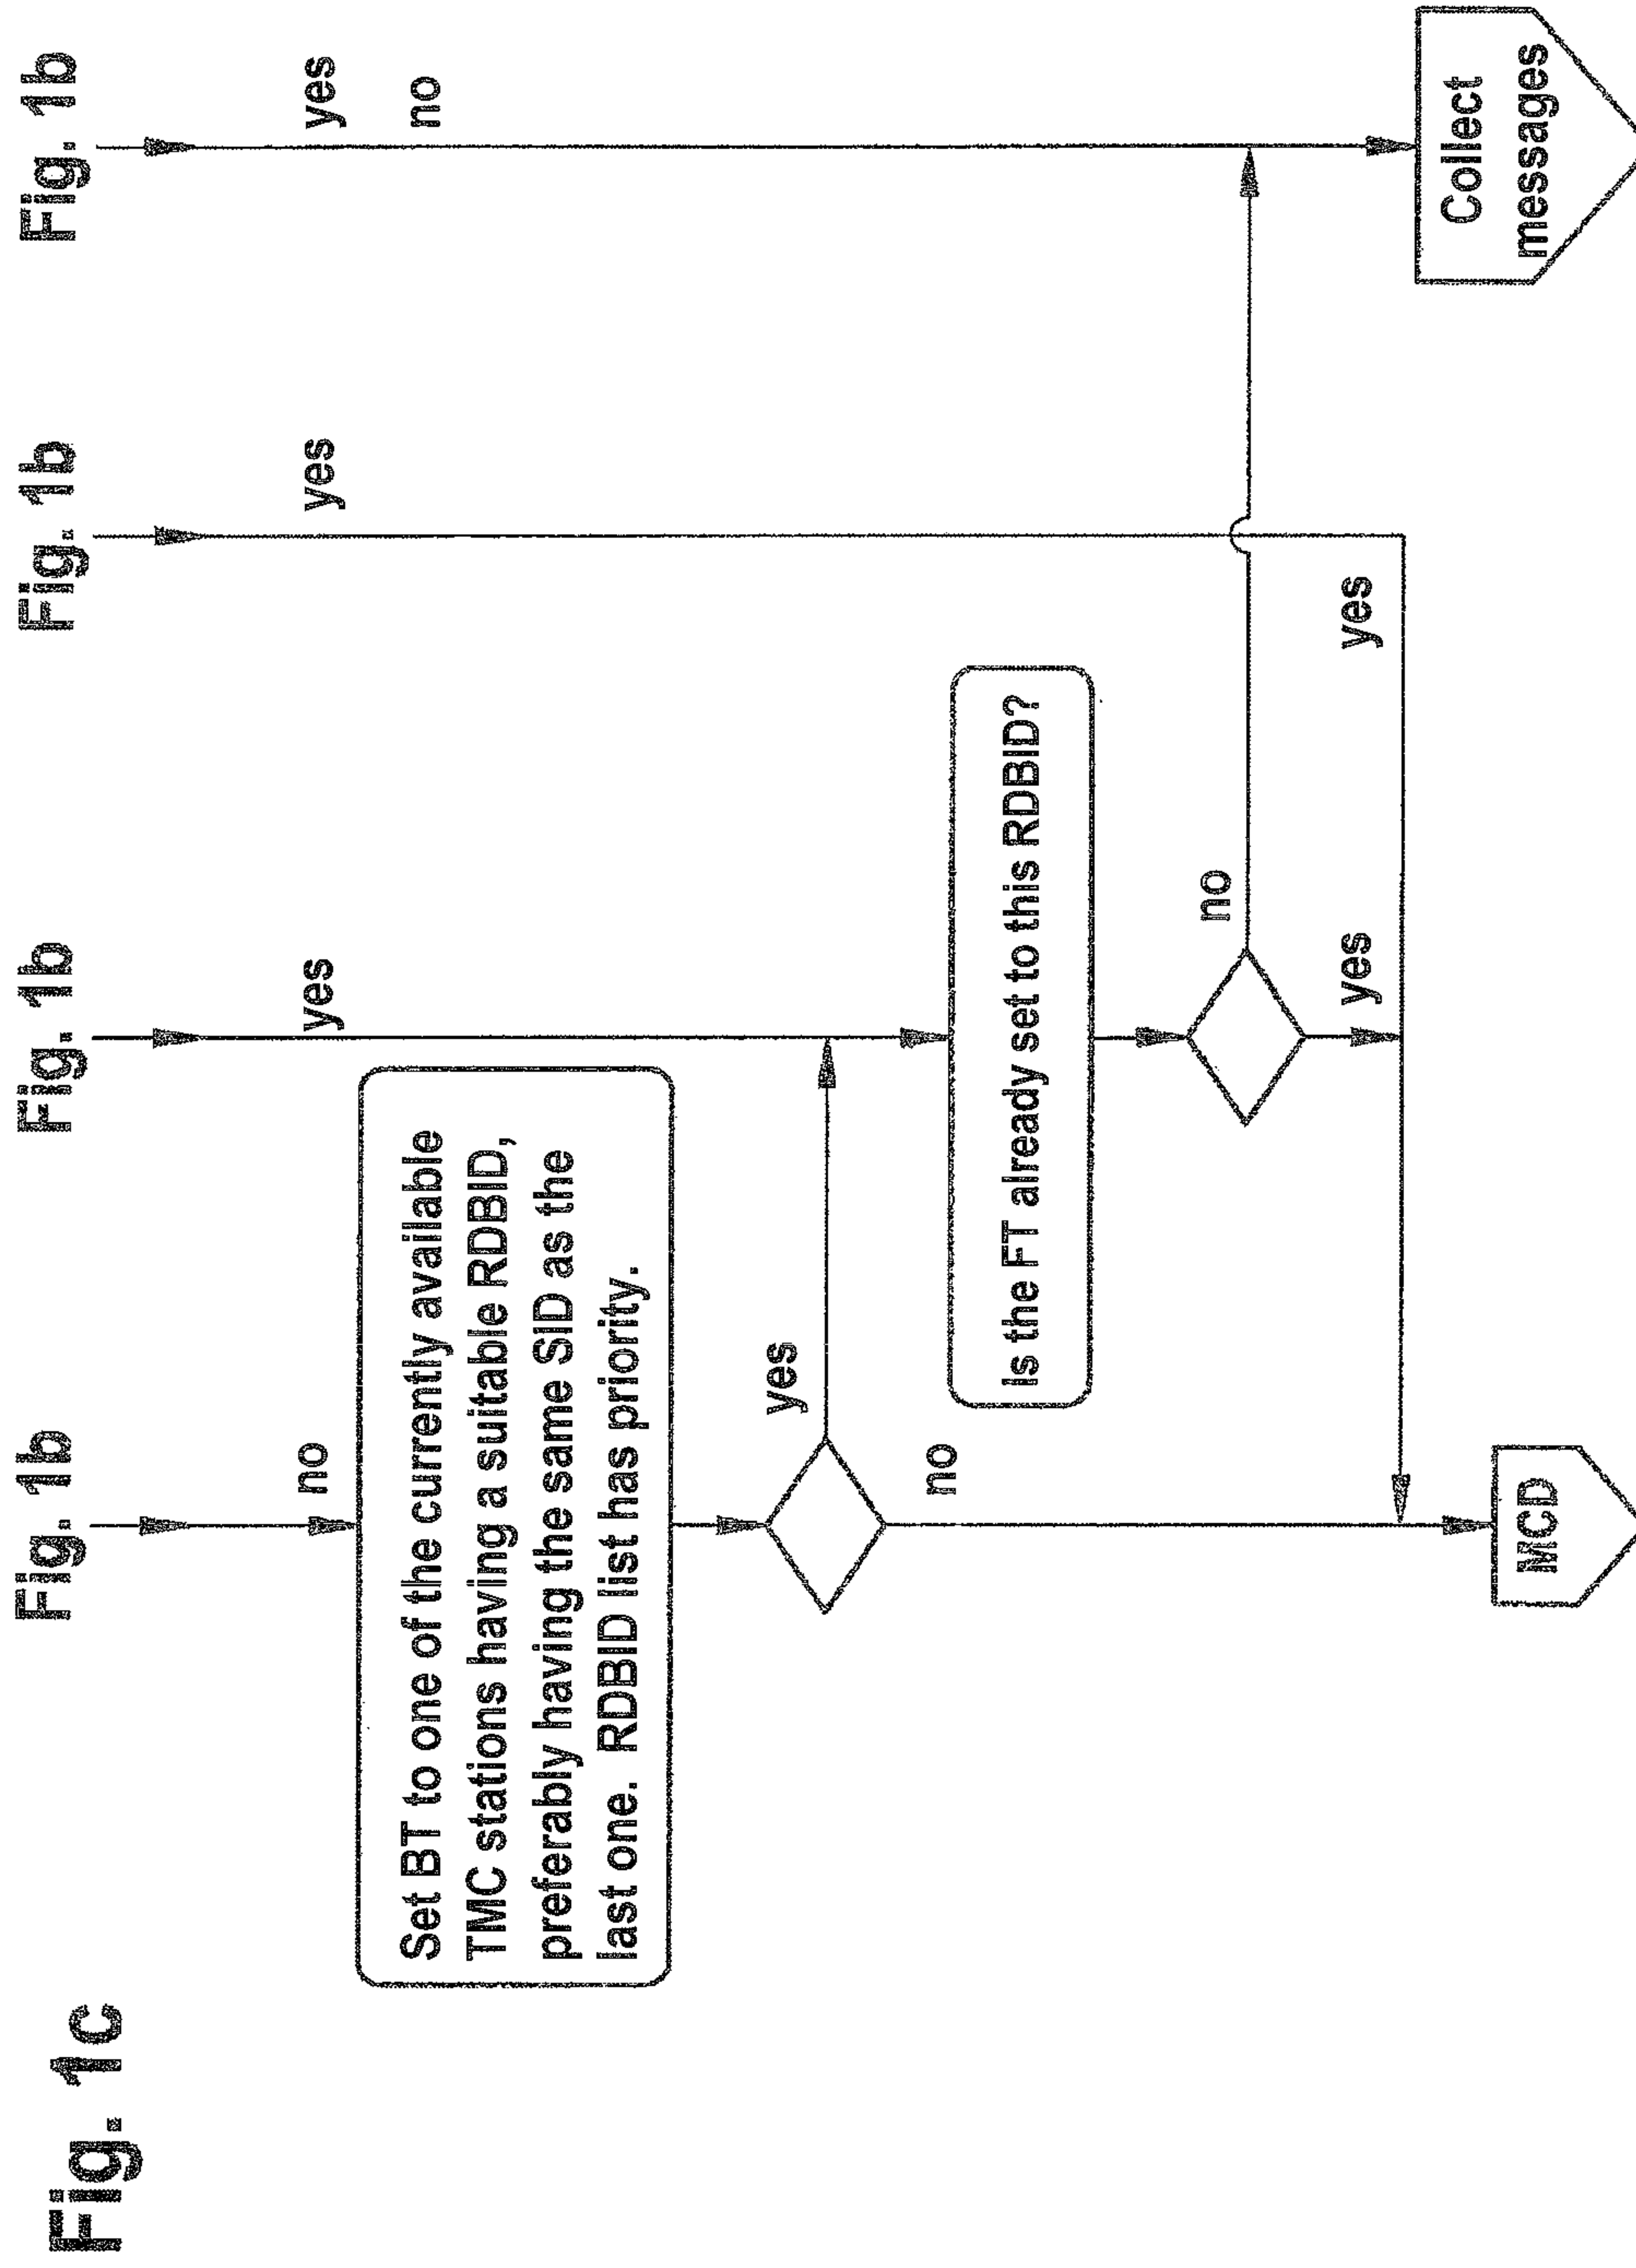 Fig. 1c
Fig. 1b
Fig. 1b
Fig. 1b
Fig. 1b
no
yes
yes
yes
no
Set BT to one of the currently available
TMC stations having a suitable RDBID,
preferably having the same SID as the
last one. RDBID list has priority.
yes
no
Is the FT already set to this RDBID?
no
yes
yes
MCD
Collect
messages